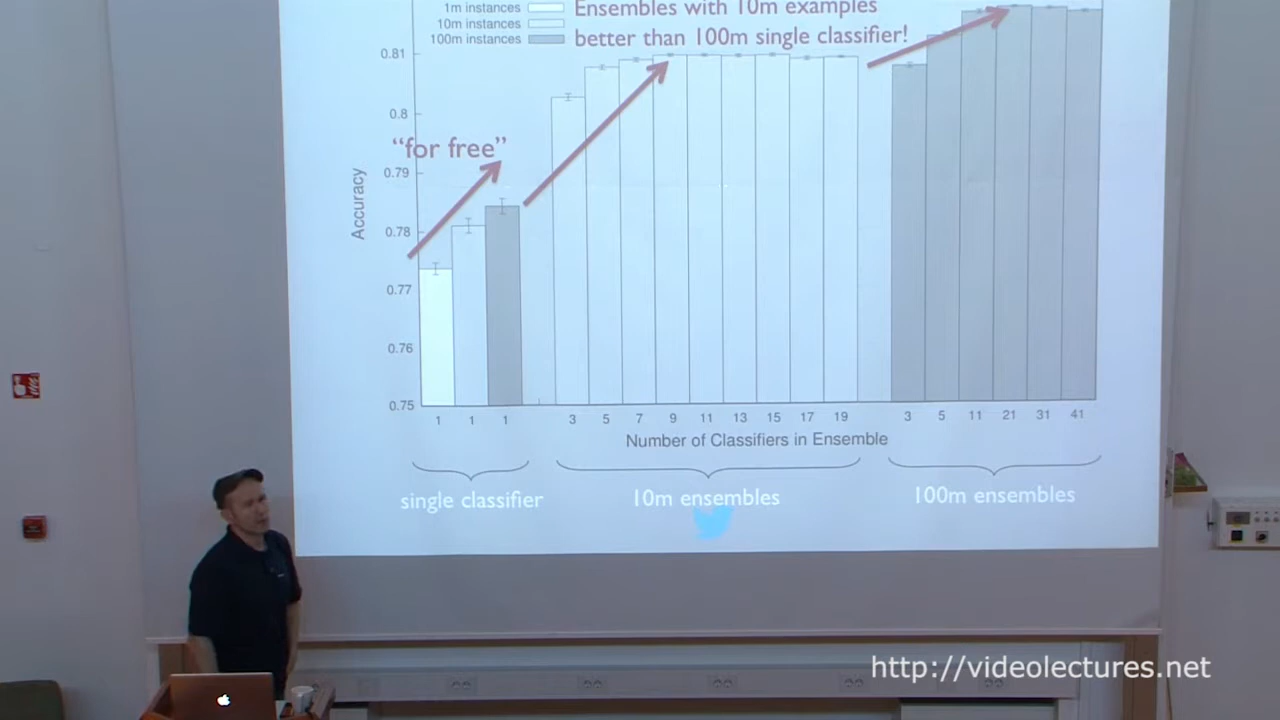 1m instances
10m instances
100m instances
Ensembles with 10m examples
better than 100m single classifier!
"for free"
Accuracy
0.81
0.8
0.79
0.78
0.77
0.76
0.75
1 1 1 3 5 7 9 11 13 15 17 19 3 5 11 21 31 41
Number of Classifiers in Ensemble
single classifier
10m ensembles
100m ensembles
http://videolectures.net